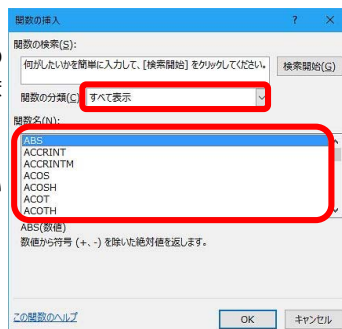 関数の挿入 ? ×
関数の検索(S):
何がしたいかを簡単に入力して、[検索開始] をクリックしてください。 検索開始(G)
関数の分類(C) すべて表示
関数名(N):
ABS
ACCRINT
ACCRINTM
ACOS
ACOSH
ACOT
ACOTH
ABS(数値)
数値から符号 (+、-) を除いた絶対値を返します。
この関数のヘルプ OK キャンセル